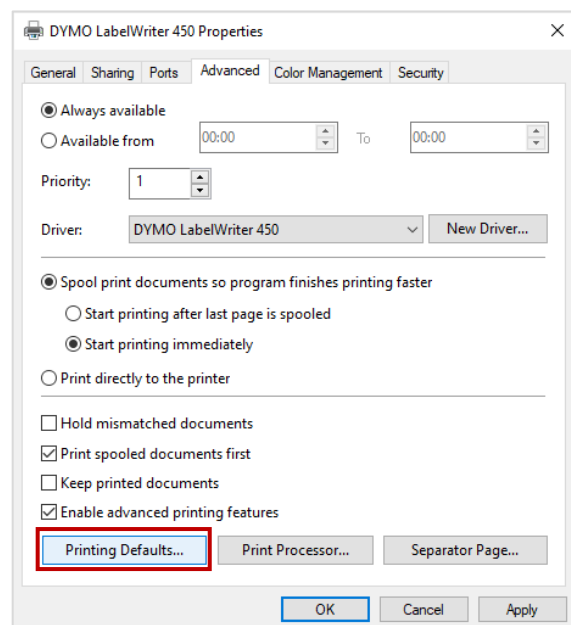 DYMO LabelWriter 450 Properties
General Sharing Ports Advanced Color Management Security
Always available
Available from 00:00 To 00:00
Priority: 1
Driver: DYMO LabelWriter 450 New Driver...
Spool print documents so program finishes printing faster
Start printing after last page is spooled
Start printing immediately
Print directly to the printer
Hold mismatched documents
Print spooled documents first
Keep printed documents
Enable advanced printing features
Printing Defaults... Print Processor... Separator Page...
OK Cancel Apply